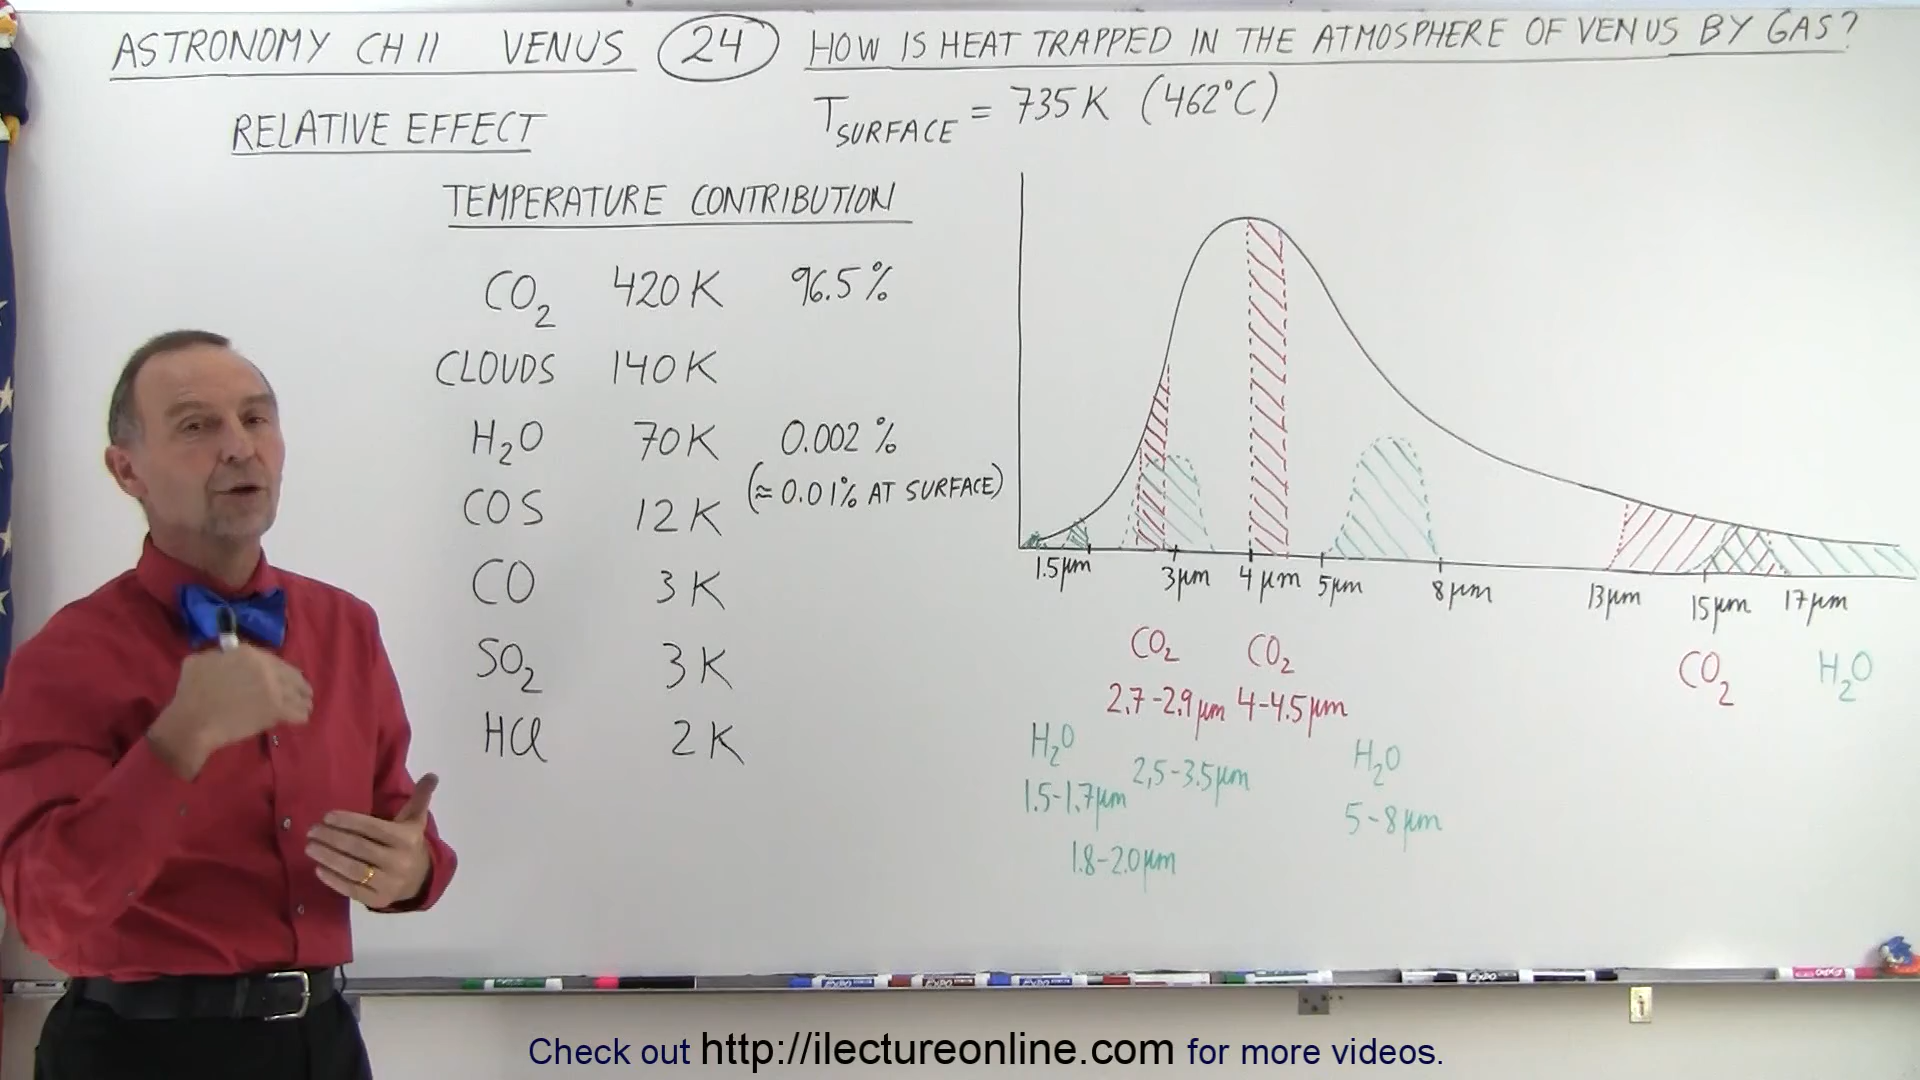 ASTRONOMY CH 11 VENUS 24 HOW IS HEAT TRAPPED IN THE ATMOSPHERE OF VENUS BY GAS?
RELATIVE EFFECT
T SURFACE = 735 K (462°C)
TEMPERATURE CONTRIBUTION
CO2 420 K 96.5 %
CLOUDS 140 K
H2O 70 K 0.002 %
(≈ 0.01% AT SURFACE)
COS 12 K
CO 3 K
SO2 3 K
HCl 2 K
1.5μm 3μm 4μm 5μm 8μm 13μm 15μm 17μm
CO2 CO2 CO2 H2O
2.7-2.9μm 4-4.5μm
H2O H2O
1.5-1.7μm 2,5-3.5μm 5-8μm
1.8-2.0μm
EXPO
Check out http://ilectureonline.com for more videos.